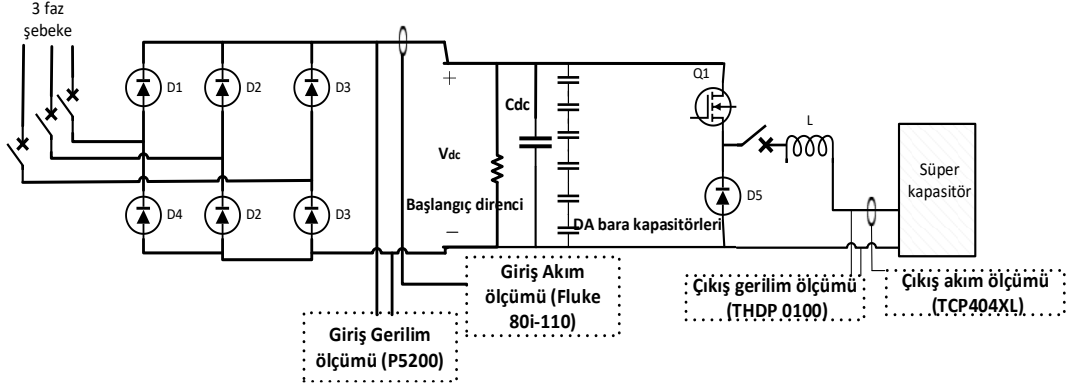 3 faz
şebeke
D1
D2
D3
D4
D2
D3
+
Vdc
−
Başlangıç direnci
Cdc
DA bara kapasitörleri
Q1
L
D5
Süper
kapasitör
Giriş Gerilim
ölçümü (P5200)
Giriş Akım
ölçümü (Fluke
80i-110)
Çıkış gerilim ölçümü
(THDP 0100)
Çıkış akım ölçümü
(TCP404XL)